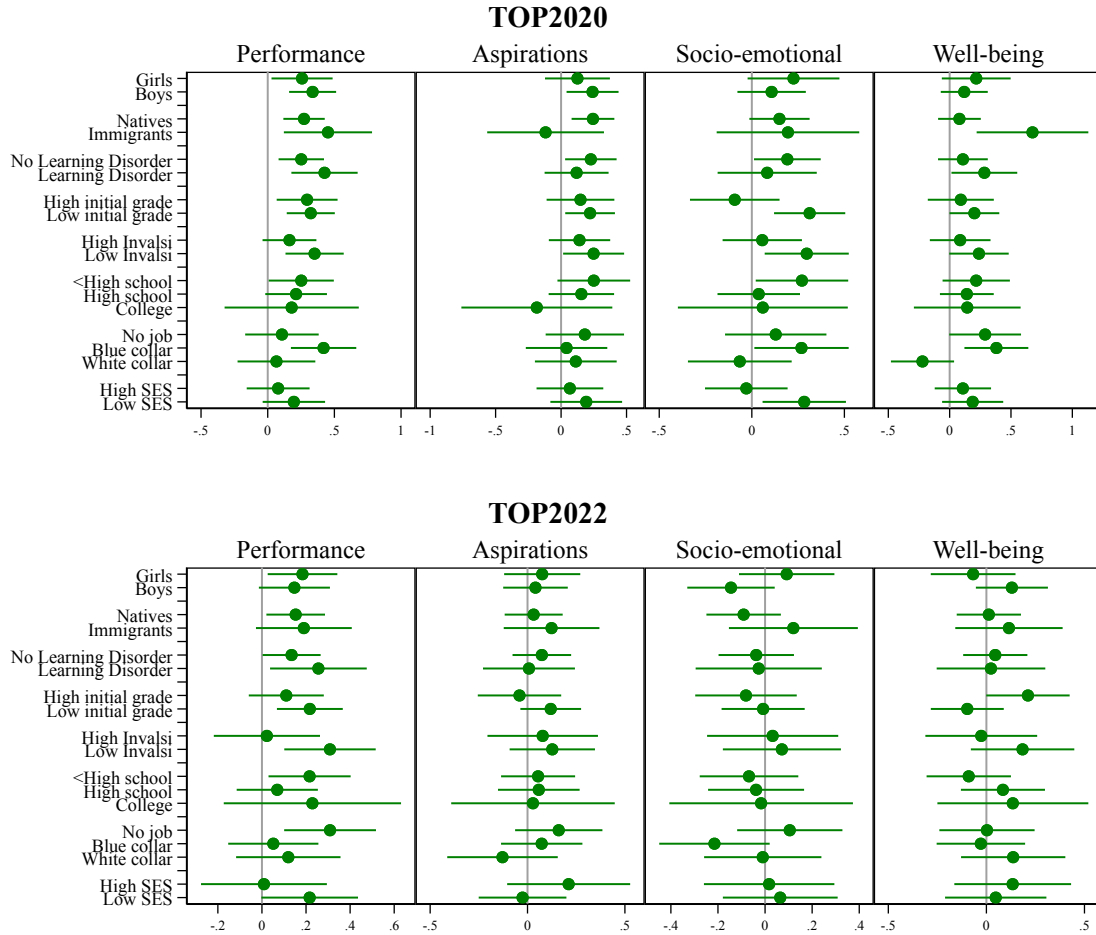 TOP2020
Performance Aspirations Socio-emotional Well-being
Girls
Boys
Natives
Immigrants
No Learning Disorder
Learning Disorder
High initial grade
Low initial grade
High Invalsi
Low Invalsi
<High school
High school
College
No job
Blue collar
White collar
High SES
Low SES
-.5 0 .5 1 -1 -.5 0 .5 -.5 0 .5 -.5 0 .5 1
TOP2022
Performance Aspirations Socio-emotional Well-being
Girls
Boys
Natives
Immigrants
No Learning Disorder
Learning Disorder
High initial grade
Low initial grade
High Invalsi
Low Invalsi
<High school
High school
College
No job
Blue collar
White collar
High SES
Low SES
-.2 0 .2 .4 .6 -.5 0 .5 -.4 -.2 0 .2 .4 -.5 0 .5